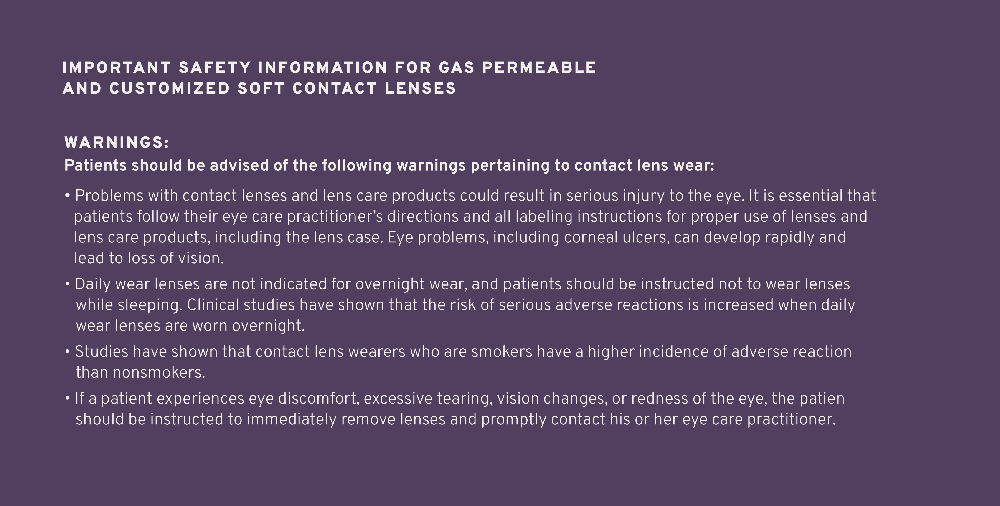 IMPORTANT SAFETY INFORMATION FOR GAS PERMEABLE
AND CUSTOMIZED SOFT CONTACT LENSES
WARNINGS:
Patients should be advised of the following warnings pertaining to contact lens wear:
• Problems with contact lenses and lens care products could result in serious injury to the eye. It is essential that
patients follow their eye care practitioner’s directions and all labeling instructions for proper use of lenses and
lens care products, including the lens case. Eye problems, including corneal ulcers, can develop rapidly and
lead to loss of vision.
• Daily wear lenses are not indicated for overnight wear, and patients should be instructed not to wear lenses
while sleeping. Clinical studies have shown that the risk of serious adverse reactions is increased when daily
wear lenses are worn overnight.
• Studies have shown that contact lens wearers who are smokers have a higher incidence of adverse reaction
than nonsmokers.
• If a patient experiences eye discomfort, excessive tearing, vision changes, or redness of the eye, the patien
should be instructed to immediately remove lenses and promptly contact his or her eye care practitioner.